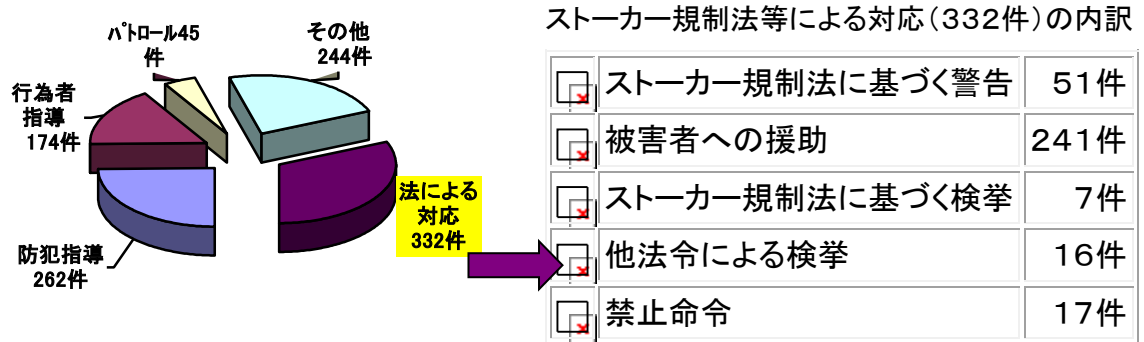 ストーカー規制法等による対応（332件）の内訳
パトロール45
件
その他
244件
行為者
指導
174件
法による
対応
332件
防犯指導
262件
ストーカー規制法に基づく警告 51件
被害者への援助 241件
ストーカー規制法に基づく検挙 7件
他法令による検挙 16件
禁止命令 17件